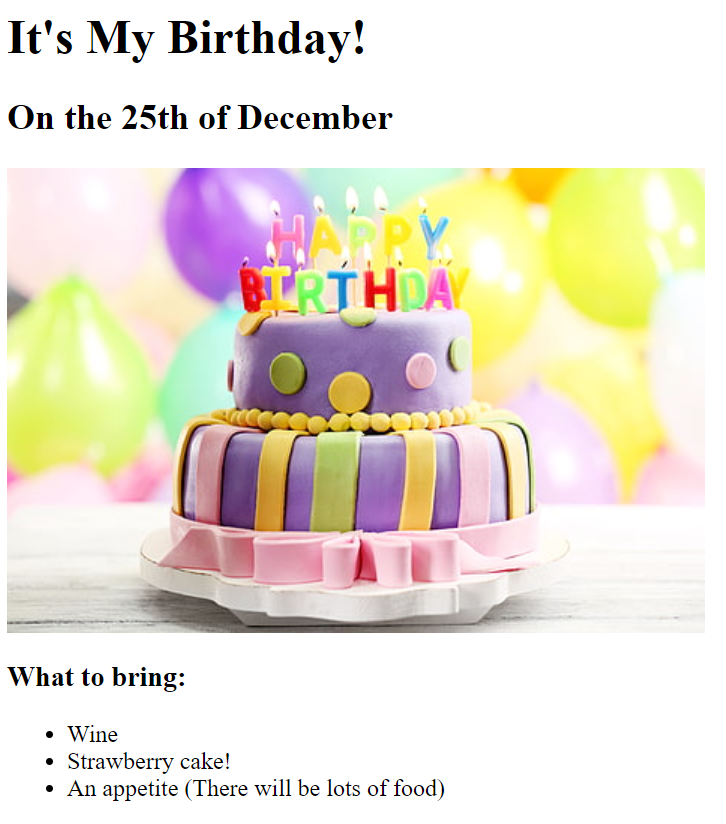 It's My Birthday!
On the 25th of December
HAPPY
BIRTHDAY
What to bring:
Wine
Strawberry cake!
An appetite (There will be lots of food)